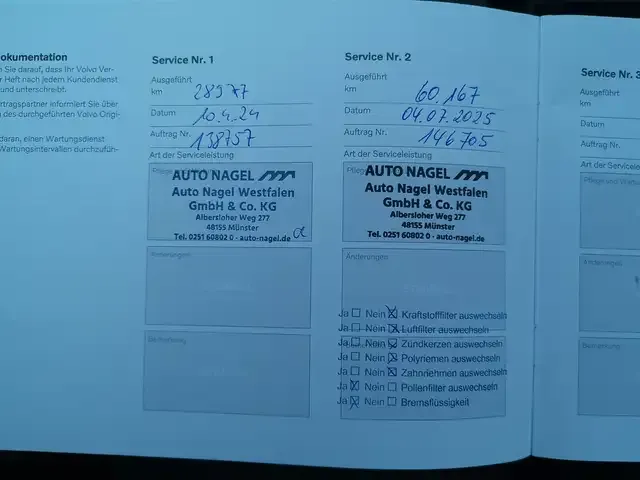 okumentation
n Sie darauf, dass Ihr Volvo Ver-
r Heft nach jedem Kundendienst
und unterschreibt.
rtragspartner informiert Sie über
des durchgeführten Volvo Origi-
daran, einen Wartungsdienst
Wartungsintervallen durchzufüh-
Service Nr. 1
Ausgeführt
km 28977
Datum 10.4.24
Auftrag Nr. 138757
Art der Serviceleistung
AUTO NAGEL
Auto Nagel Westfalen
GmbH & Co. KG
Albersloher Weg 277
48155 Münster
Tel. 0251 60802 0 - auto-nagel.de
Änderungen
Service Nr. 2
Ausgeführt
km 60.167
Datum 04.07.2025
Auftrag Nr. 146705
Art der Serviceleistung
AUTO NAGEL
Auto Nagel Westfalen
GmbH & Co. KG
Albersloher Weg 277
48155 Münster
Tel. 0251 60802 0 - auto-nagel.de
Änderungen
Ja Nein Kraftstofffilter auswechseln
Ja Nein Luftfilter auswechseln
Ja Nein Zündkerzen auswechseln
Ja Nein Polyriemen auswechseln
Ja Nein Zahnriemen auswechseln
Ja Nein Pollenfilter auswechseln
Ja Nein Bremsflüssigkeit
Service Nr. 3
Ausgeführt
km
Datum
Auftrag Nr.
Art der Service